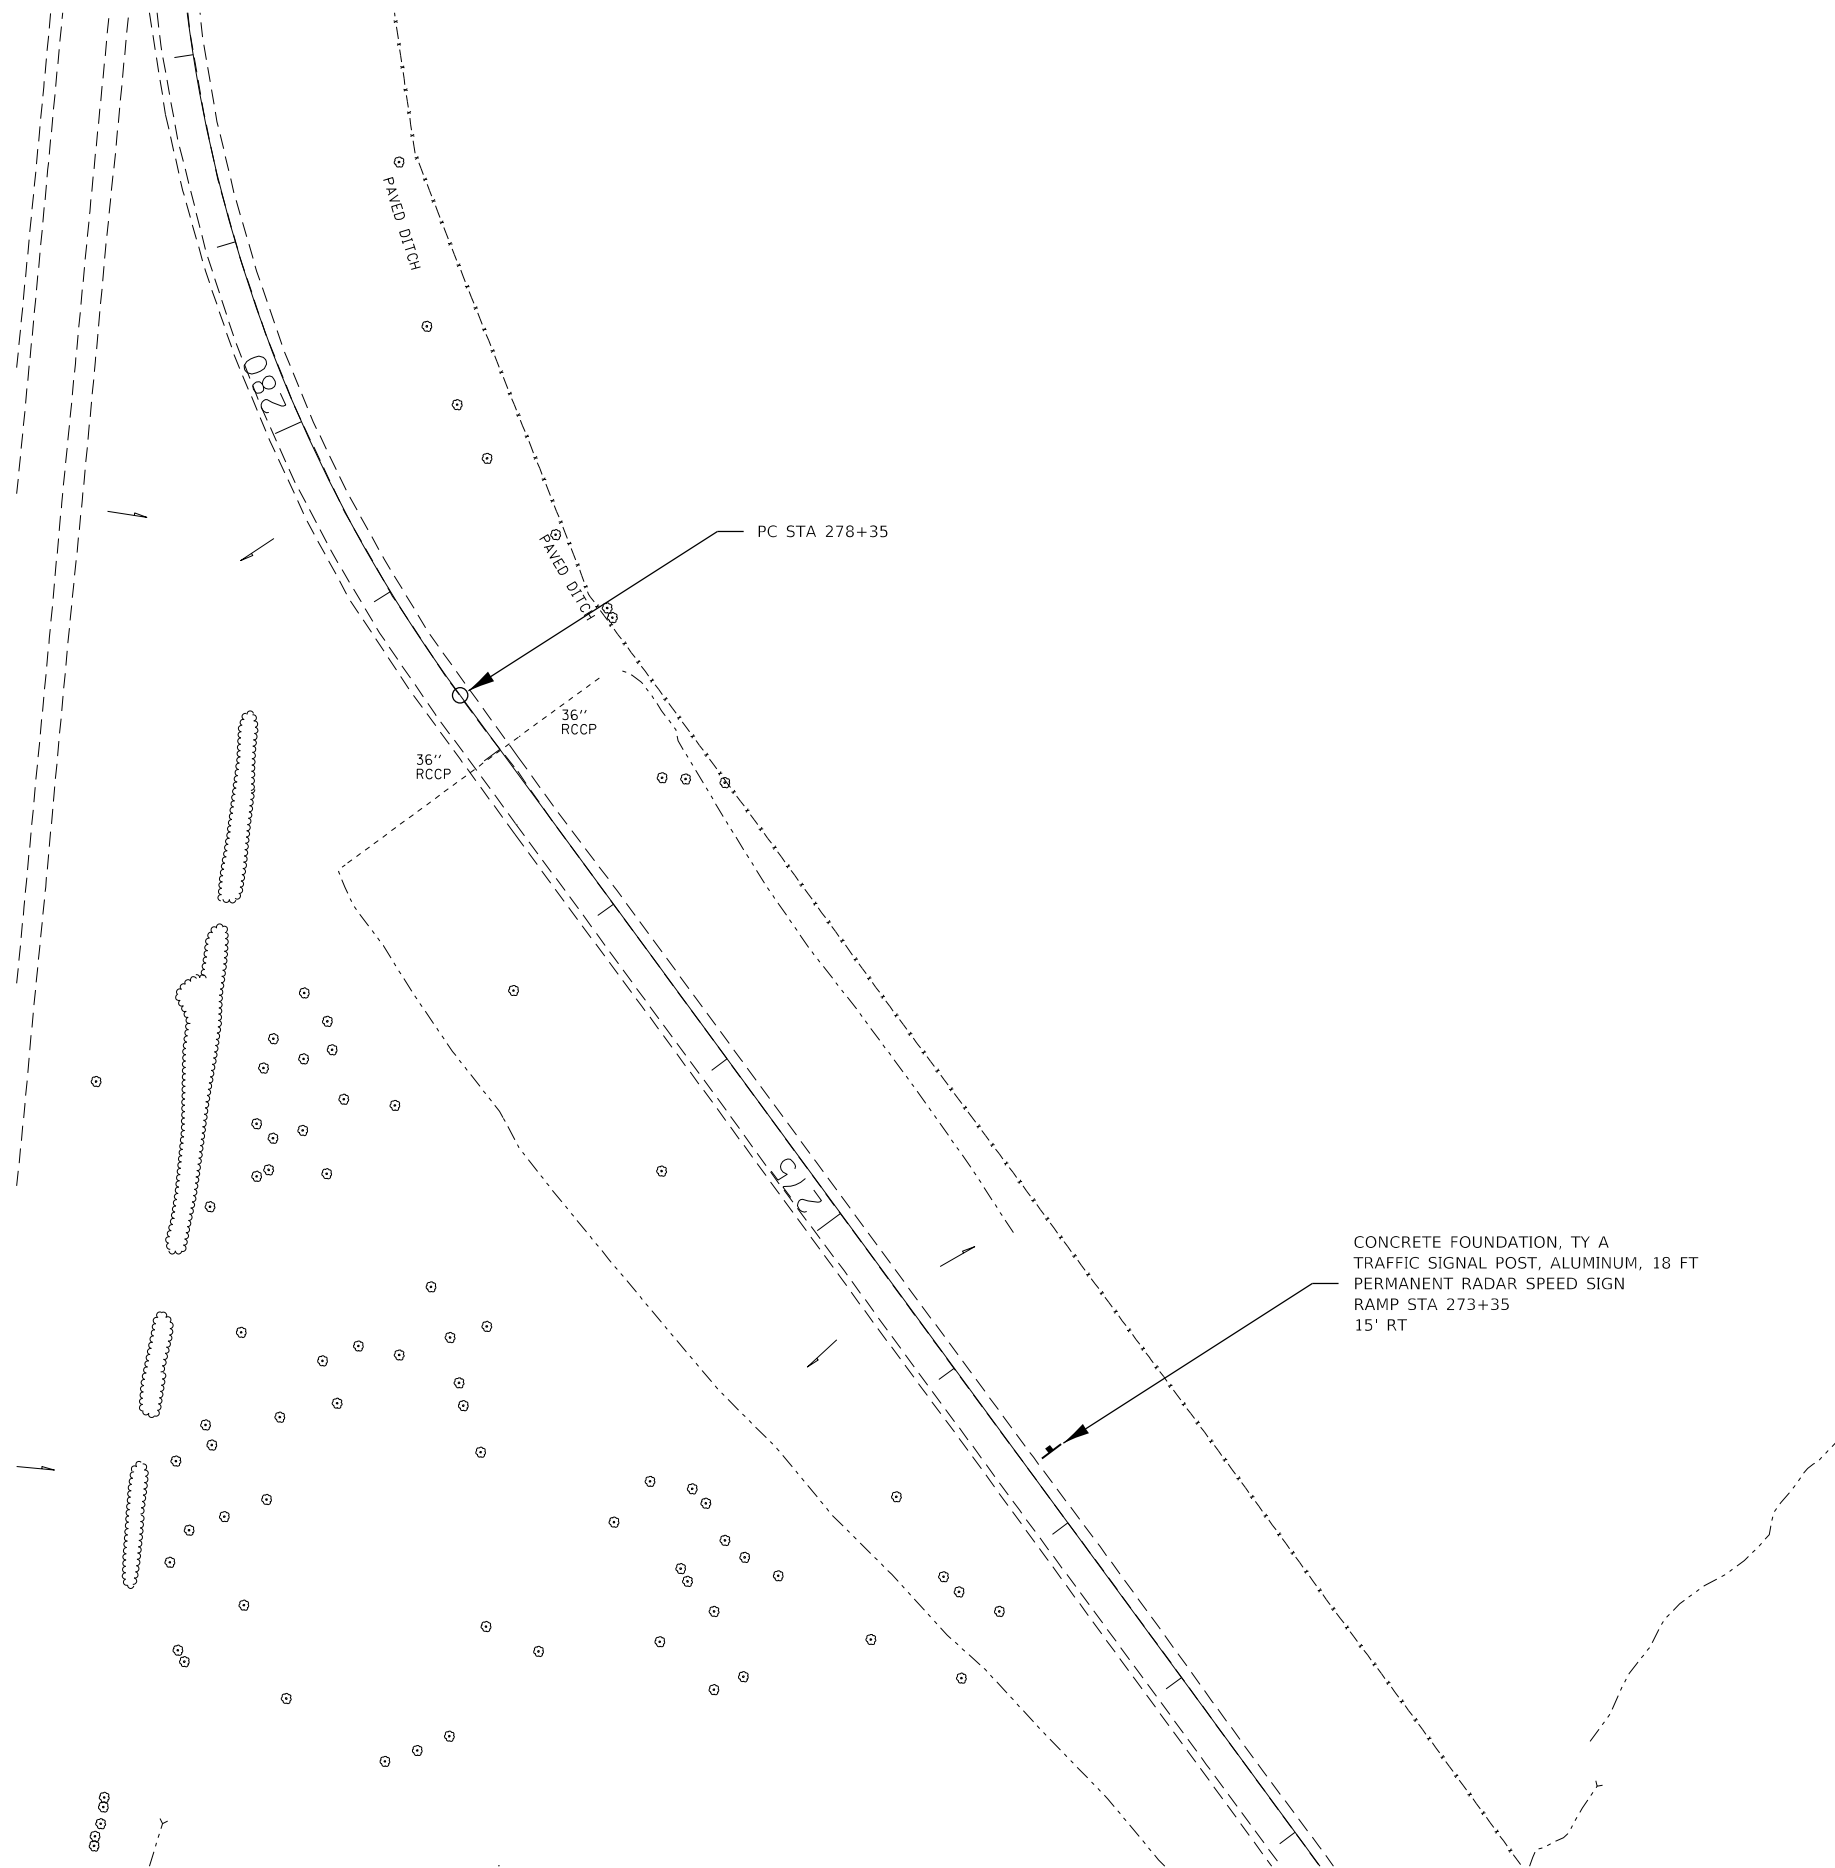 PAVED DITCH
280
PC STA 278+35
PAVED DITCH
36''
RCCP
36''
RCCP
275
CONCRETE FOUNDATION, TY A
TRAFFIC SIGNAL POST, ALUMINUM, 18 FT
PERMANENT RADAR SPEED SIGN
RAMP STA 273+35
15' RT